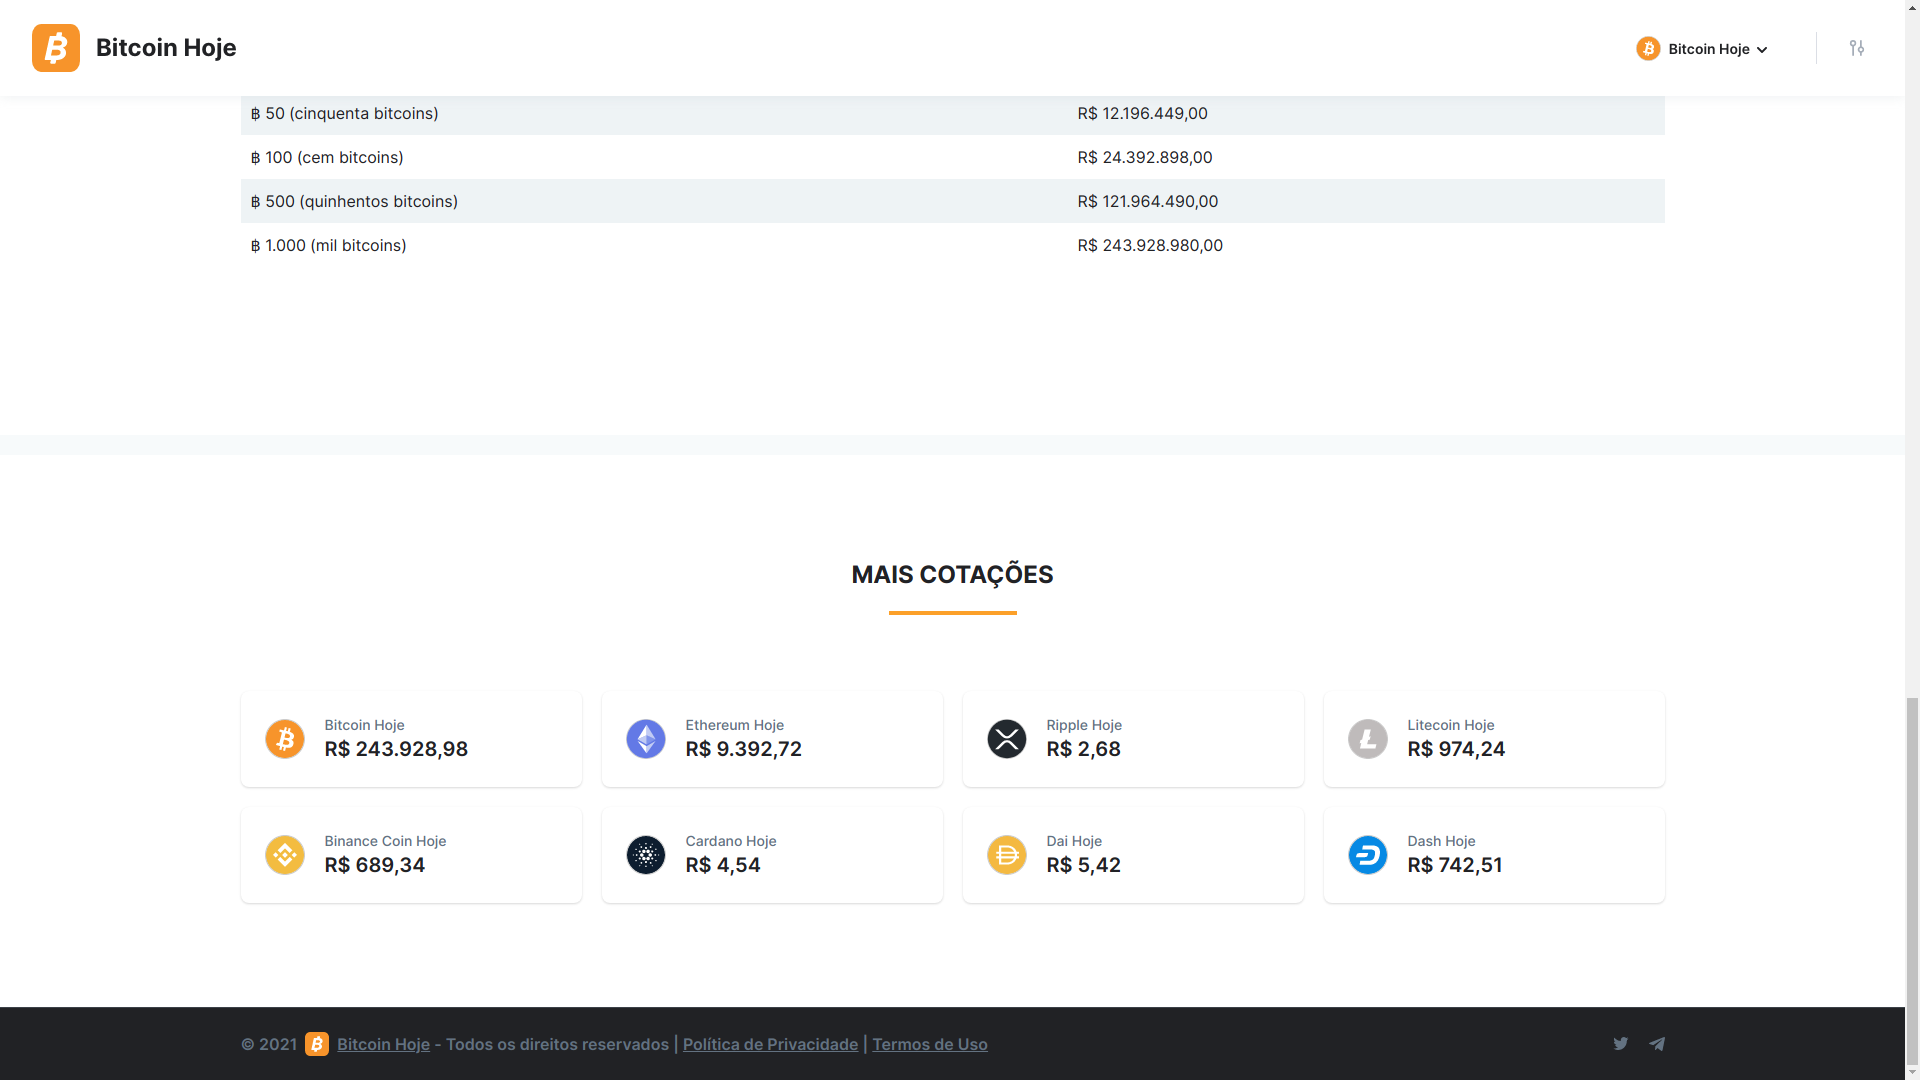 Bitcoin Hoje
Bitcoin Hoje
฿ 50 (cinquenta bitcoins) R$ 12.196.449,00
฿ 100 (cem bitcoins) R$ 24.392.898,00
฿ 500 (quinhentos bitcoins) R$ 121.964.490,00
฿ 1.000 (mil bitcoins) R$ 243.928.980,00
MAIS COTAÇÕES
Bitcoin Hoje
R$ 243.928,98
Ethereum Hoje
R$ 9.392,72
Ripple Hoje
R$ 2,68
Litecoin Hoje
R$ 974,24
Binance Coin Hoje
R$ 689,34
Cardano Hoje
R$ 4,54
Dai Hoje
R$ 5,42
Dash Hoje
R$ 742,51
© 2021 Bitcoin Hoje - Todos os direitos reservados | Política de Privacidade | Termos de Uso